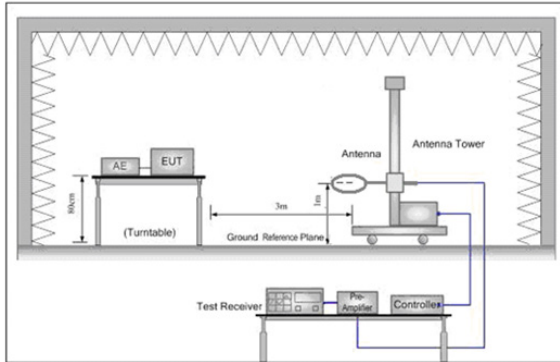 AE
EUT
80cm
(Turntable)
3m
Ground Reference Plane
1m
Antenna
Antenna Tower
Test Receiver
Pre-
Amplifier
Controller